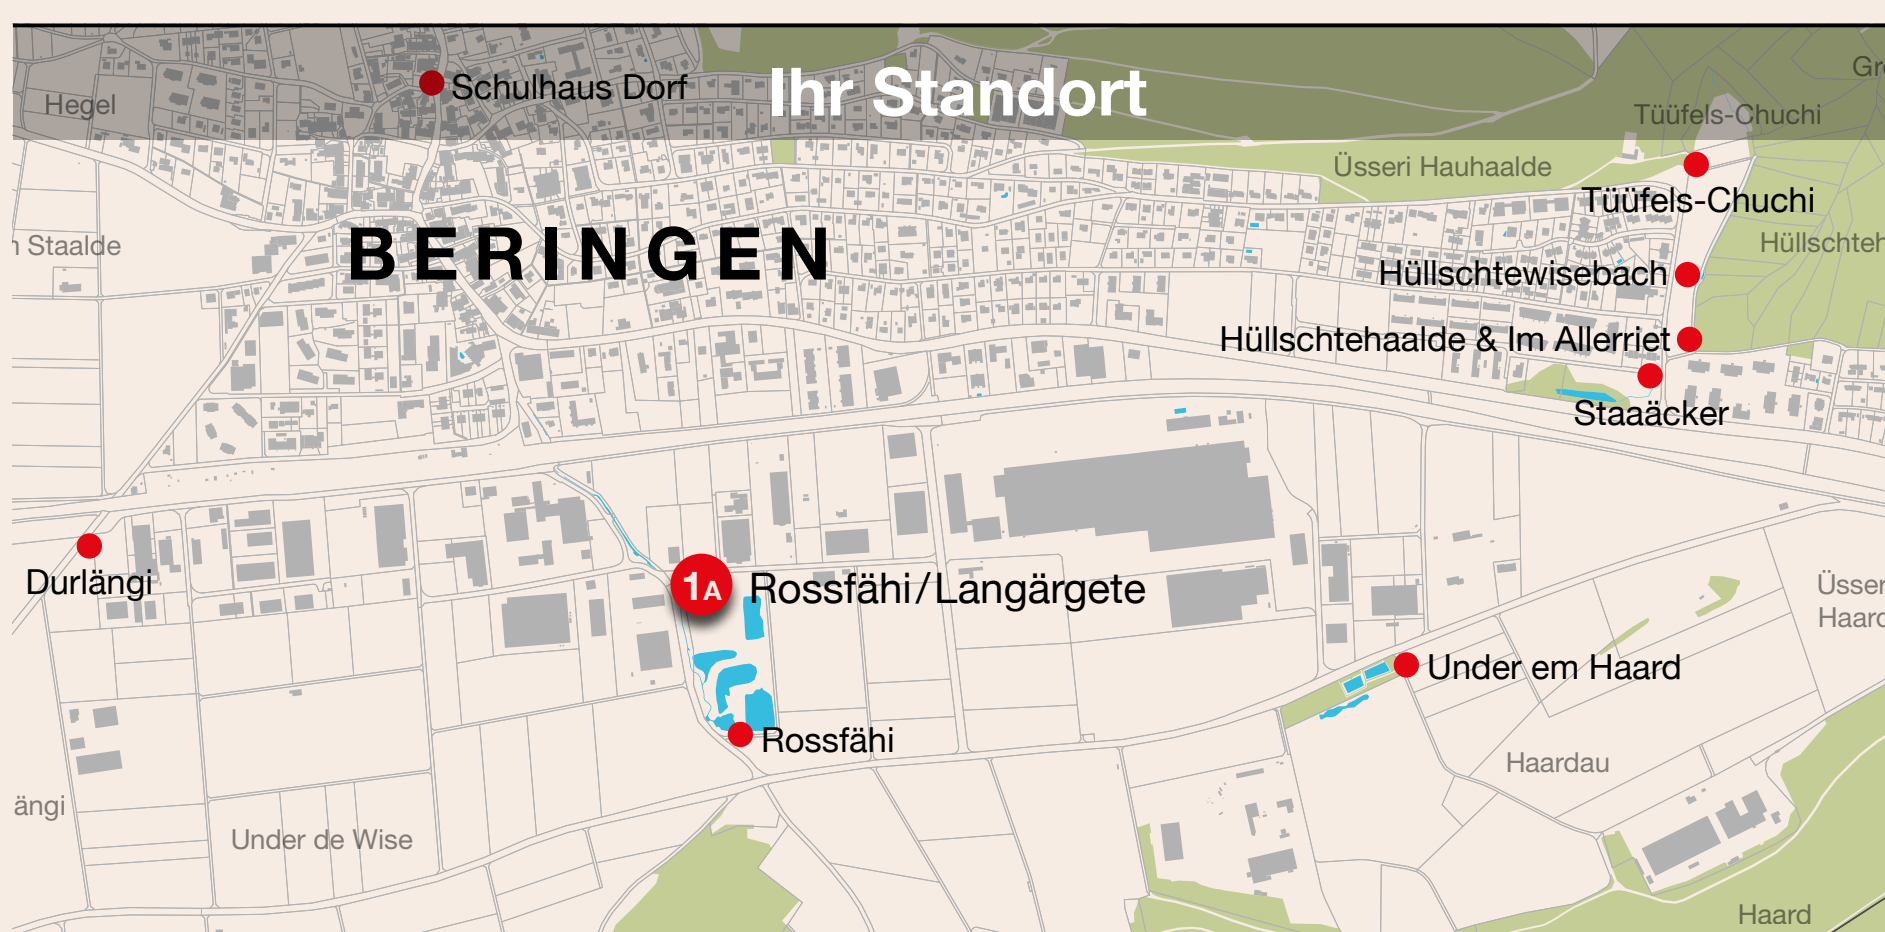 Ihr Standort
Schulhaus Dorf
Hegel
Tüüfels-Chuchi
Üsseri Hauhaalde
Tüüfels-Chuchi
Staalde
BERINGEN
Hüllschtewisebach
Hüllschtehaalde & Im Allerriet
Staaäcker
Durlängi
1A Rossfähi/Langärgete
Haard
Under em Haard
Rossfähi
Haardau
ängi
Under de Wise
Haard